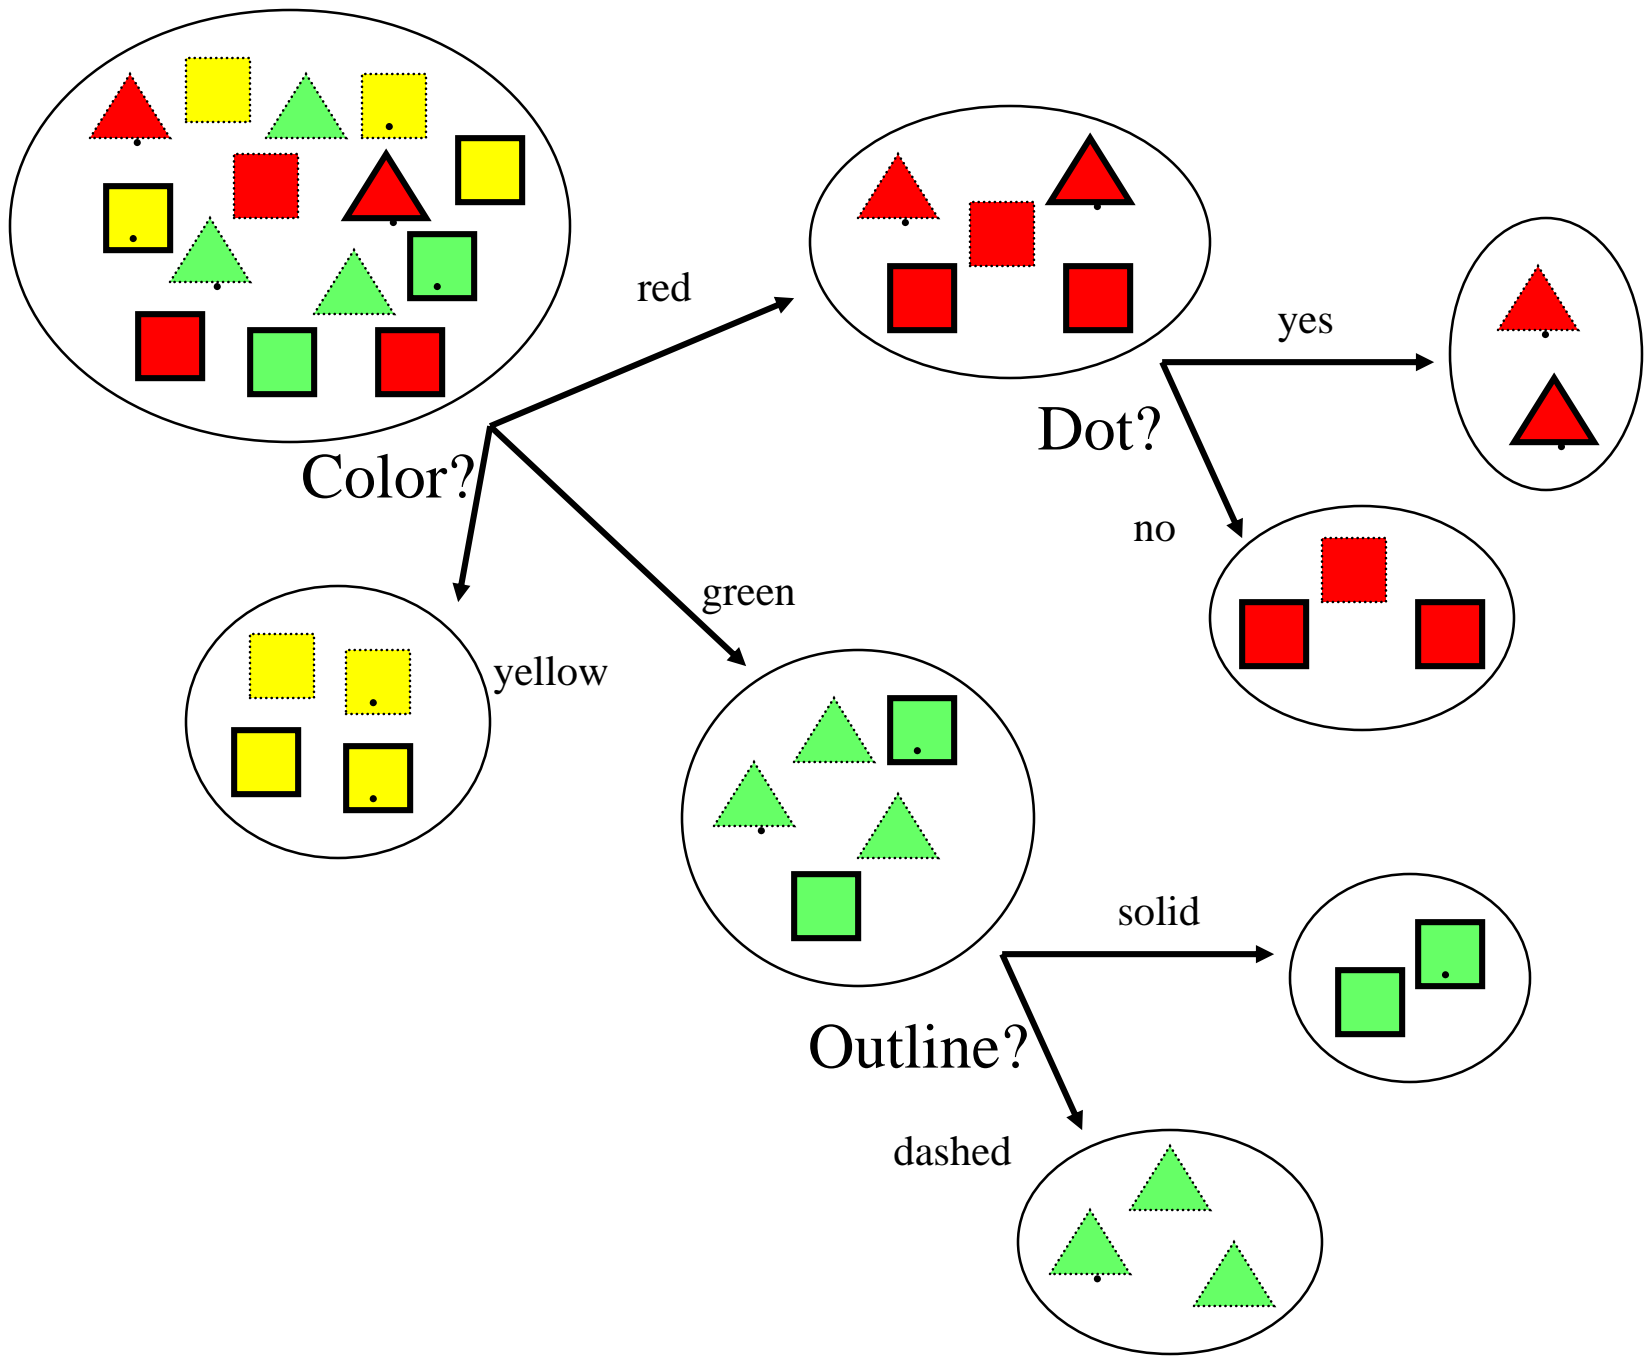 red
yes
Dot?
Color?
no
green
yellow
solid
Outline?
dashed